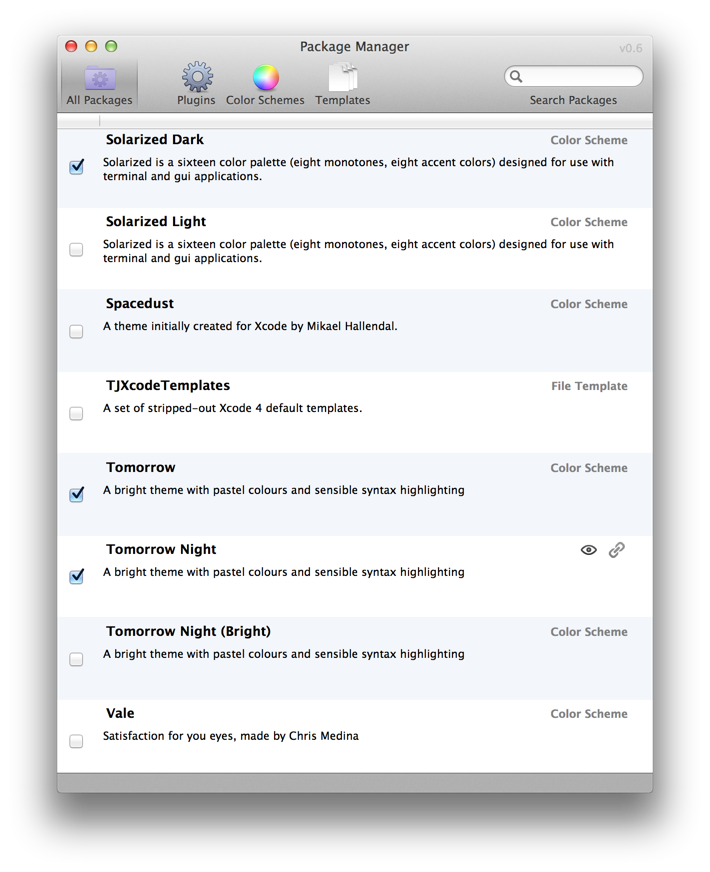 Package Manager
v0.6
All Packages
Plugins
Color Schemes
Templates
Search Packages
Solarized Dark
Color Scheme
Solarized is a sixteen color palette (eight monotones, eight accent colors) designed for use with
terminal and gui applications.
Solarized Light
Color Scheme
Solarized is a sixteen color palette (eight monotones, eight accent colors) designed for use with
terminal and gui applications.
Spacedust
Color Scheme
A theme initially created for Xcode by Mikael Hallendal.
TJXcodeTemplates
File Template
A set of stripped-out Xcode 4 default templates.
Tomorrow
Color Scheme
A bright theme with pastel colours and sensible syntax highlighting
Tomorrow Night
A bright theme with pastel colours and sensible syntax highlighting
Tomorrow Night (Bright)
Color Scheme
A bright theme with pastel colours and sensible syntax highlighting
Vale
Color Scheme
Satisfaction for you eyes, made by Chris Medina